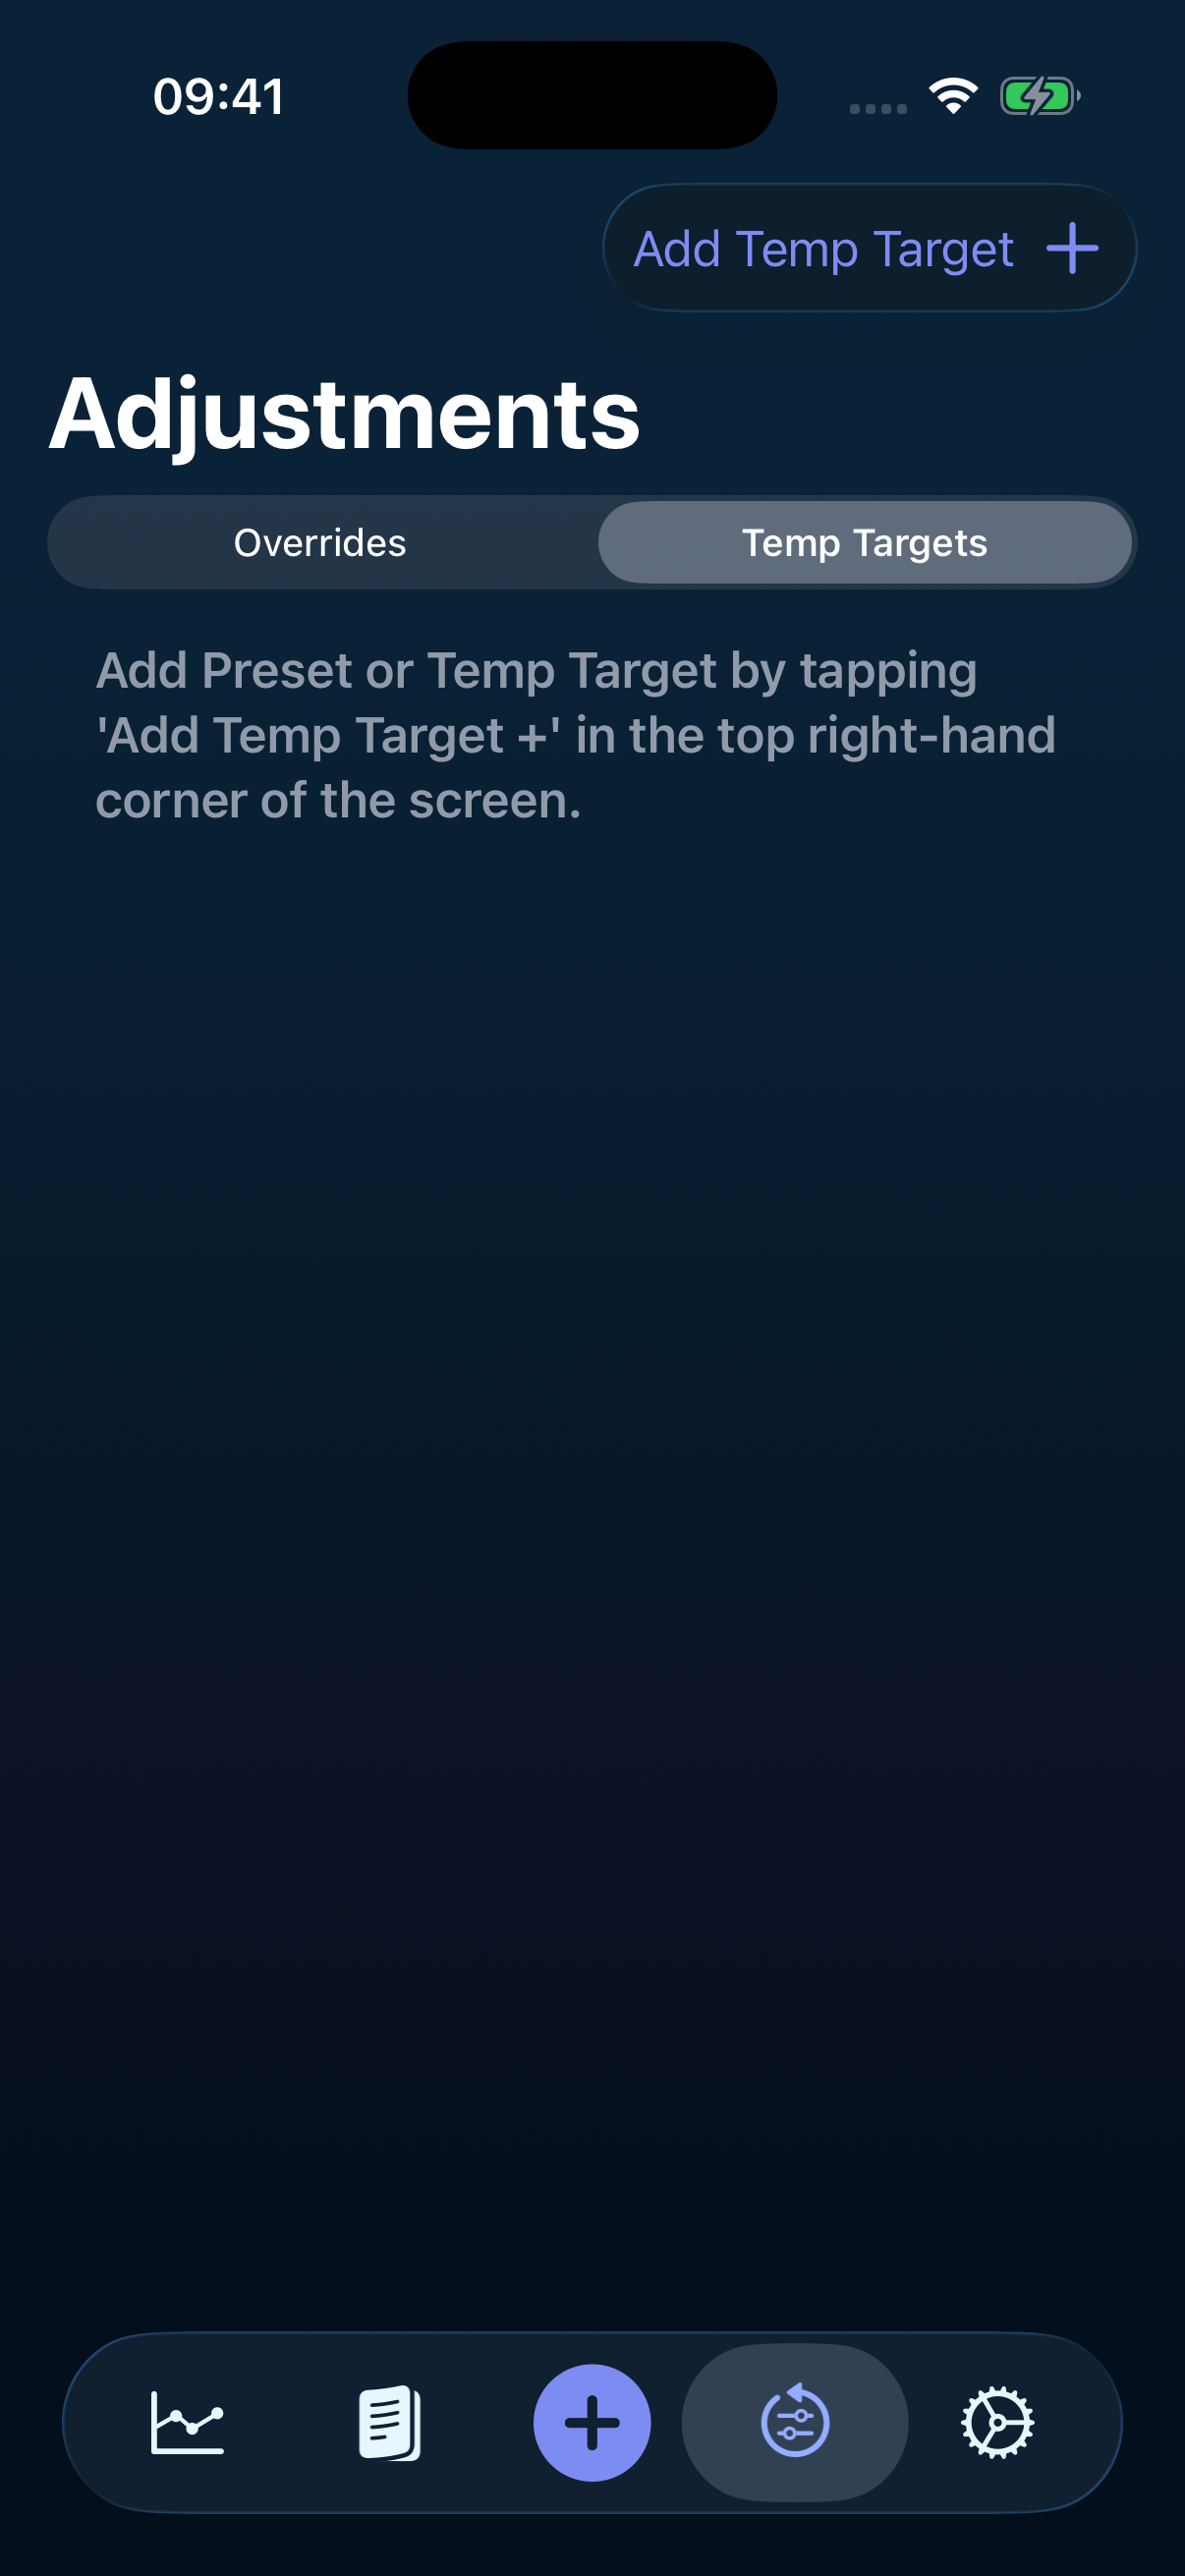 09:41
Add Temp Target
Adjustments
Overrides
Temp Targets
Add Preset or Temp Target by tapping
'Add Temp Target +' in the top right-hand
corner of the screen.